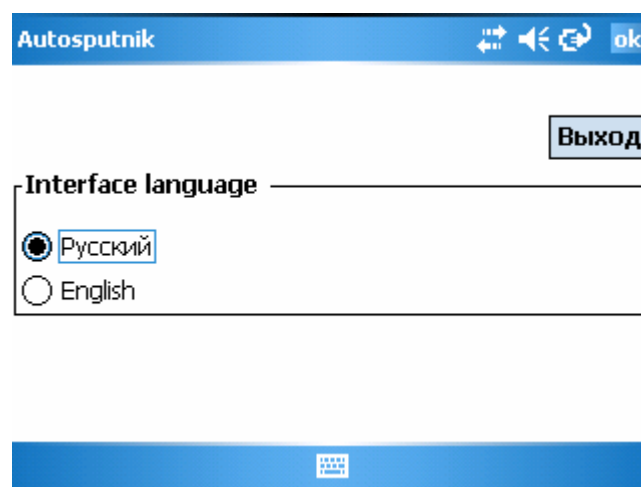 Autosputnik
ok
Выход
Interface language
Русский
English